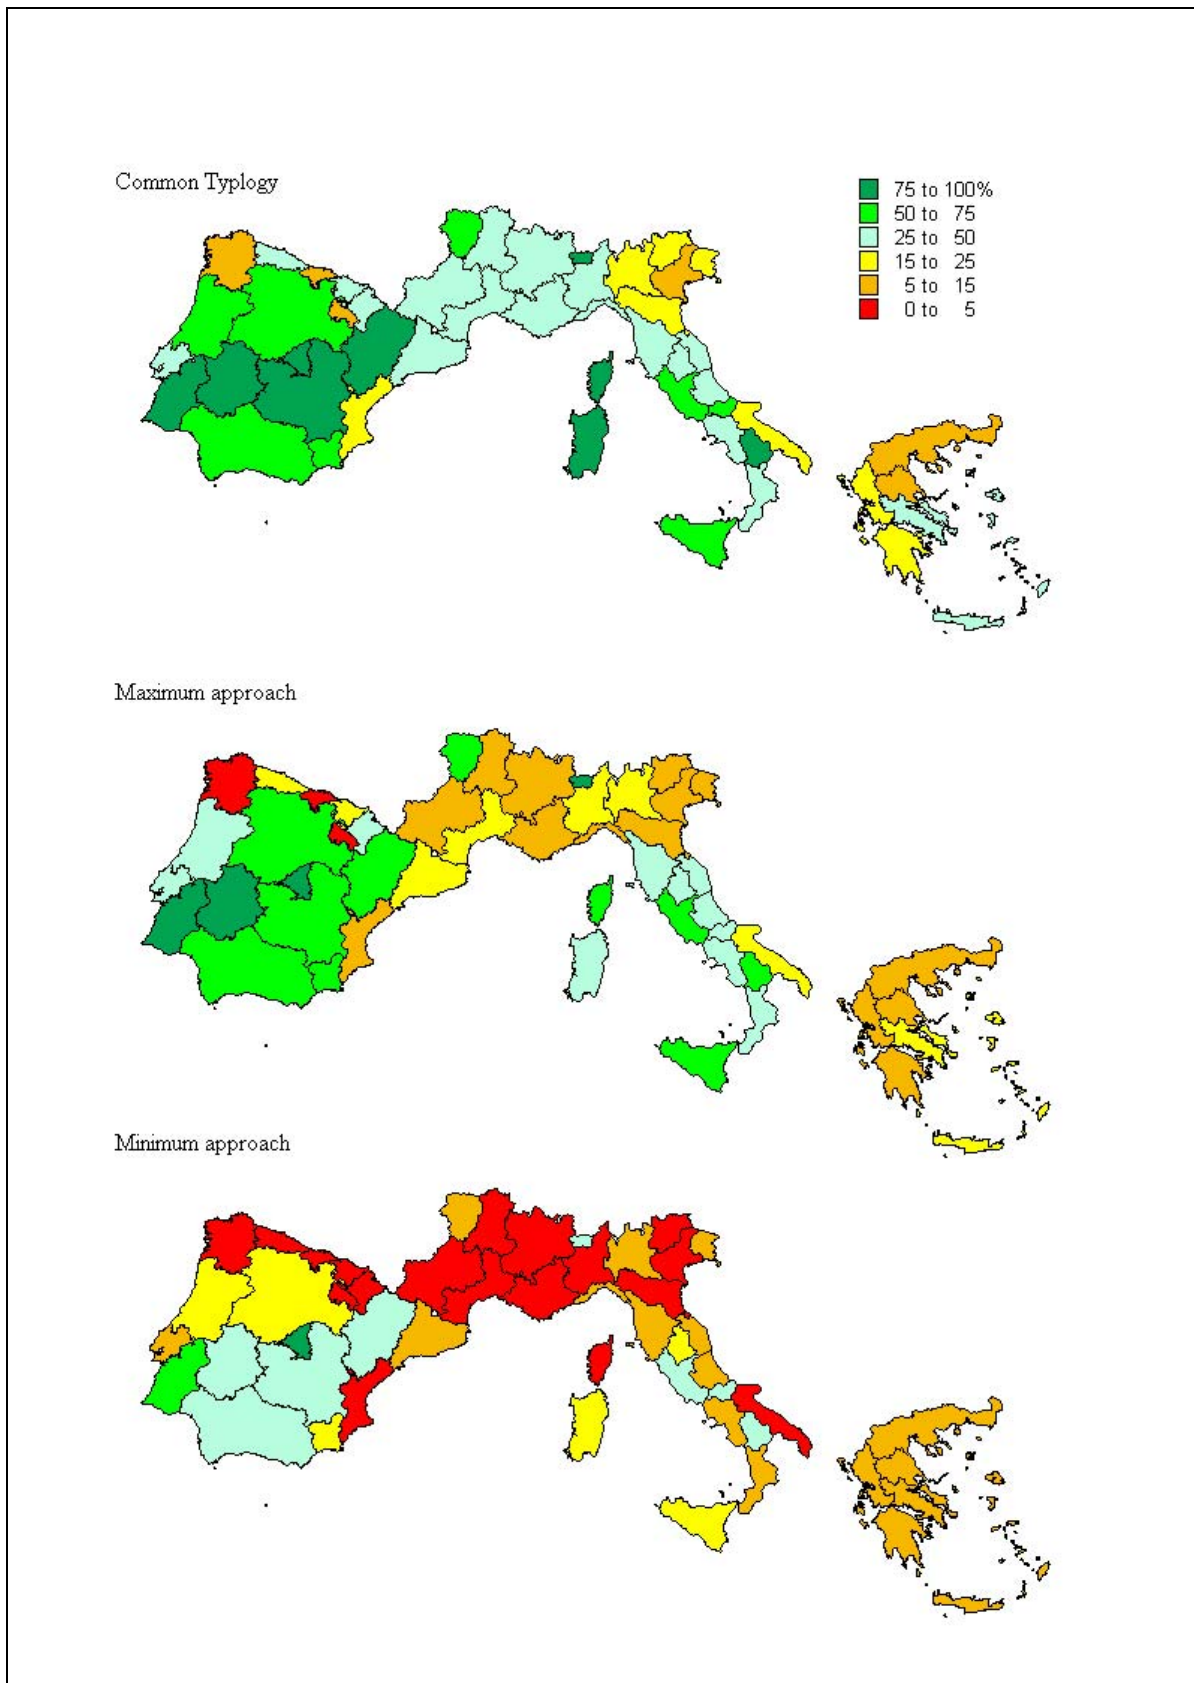 Common Typlogy
75 to 100%
50 to 75
25 to 50
15 to 25
5 to 15
0 to 5
Maximum approach
Minimum approach